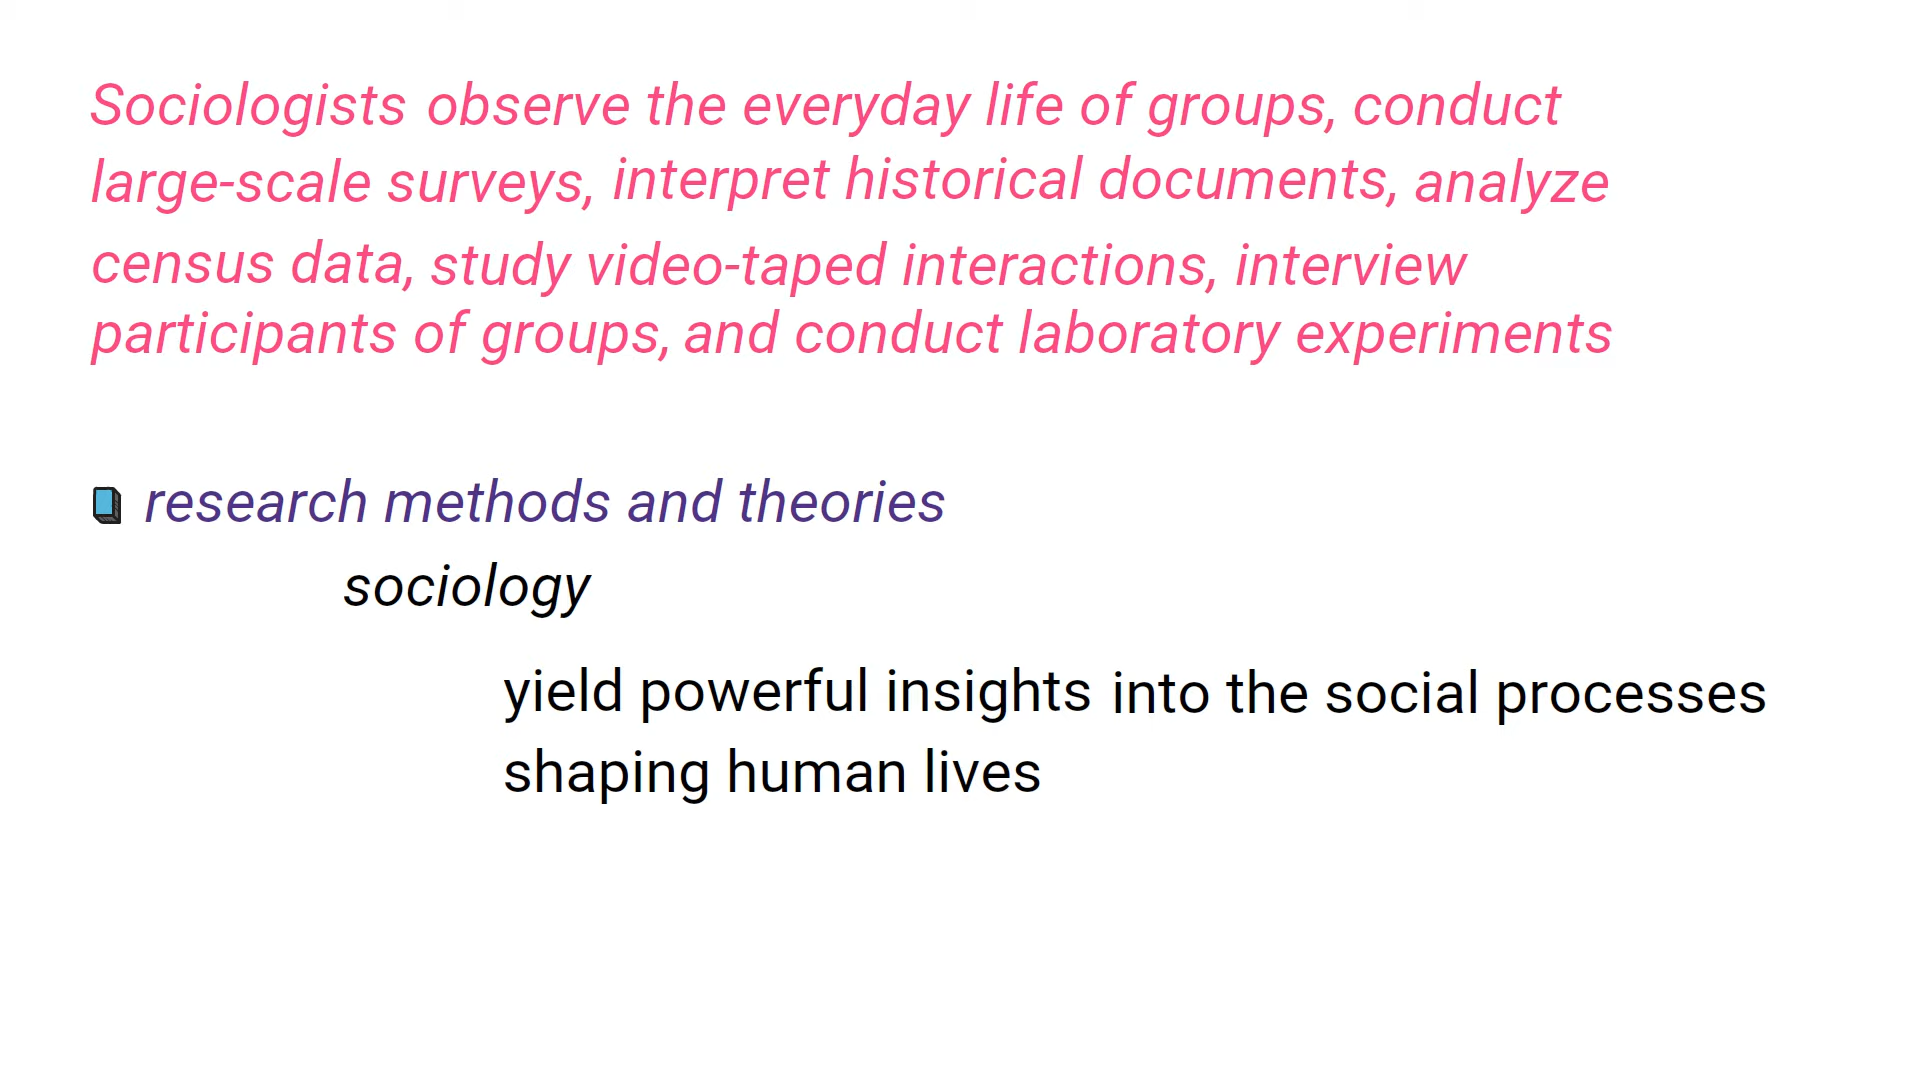 Sociologists observe the everyday life of groups, conduct
large-scale surveys, interpret historical documents, analyze
census data, study video-taped interactions, interview
participants of groups, and conduct laboratory experiments
research methods and theories
sociology
yield powerful insights into the social processes
shaping human lives